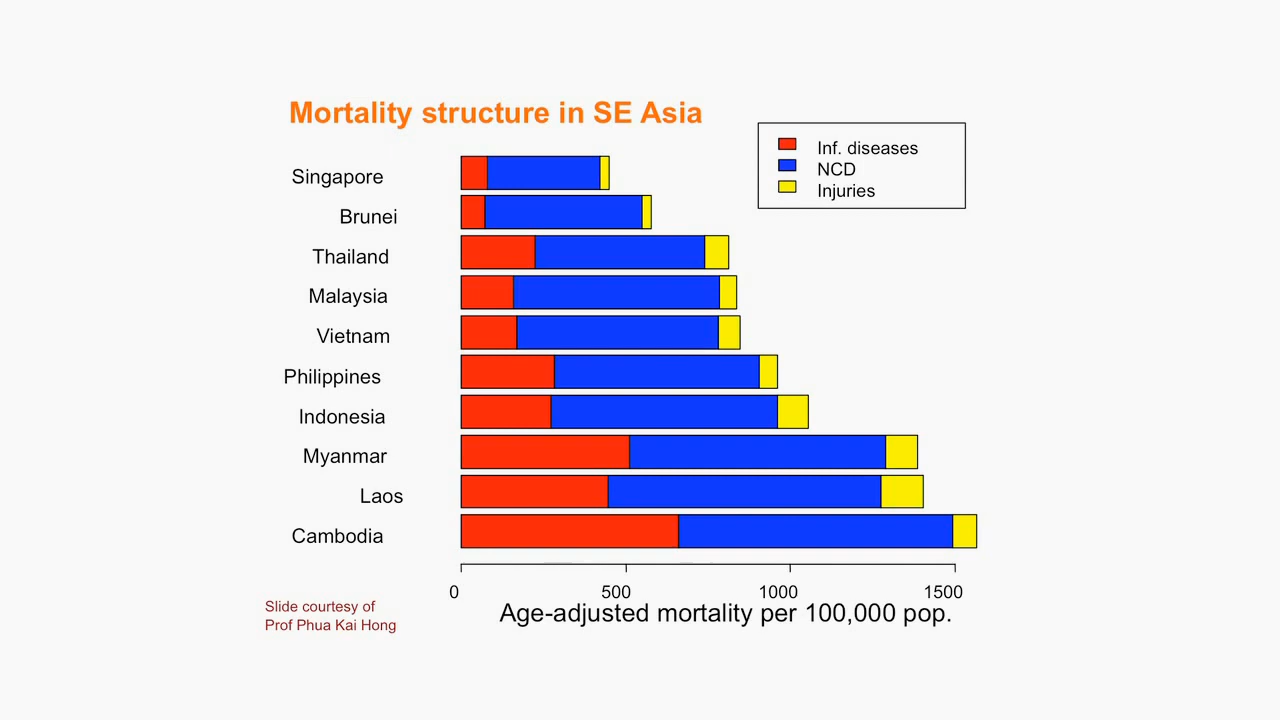 Mortality structure in SE Asia
Inf. diseases
NCD
Injuries
Singapore
Brunei
Thailand
Malaysia
Vietnam
Philippines
Indonesia
Myanmar
Laos
Cambodia
0 500 1000 1500
Age-adjusted mortality per 100,000 pop.
Slide courtesy of
Prof Phua Kai Hong